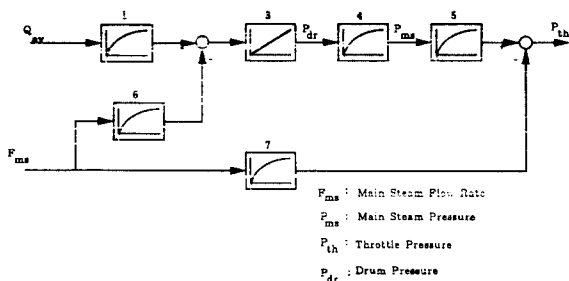 1
3
4
5
Q
P dr
P ms
P th
-
-
6
7
F ms
F ms : Main Steam Flow Rate
P ms : Main Steam Pressure
P th : Throttle Pressure
P dr : Drum Pressure